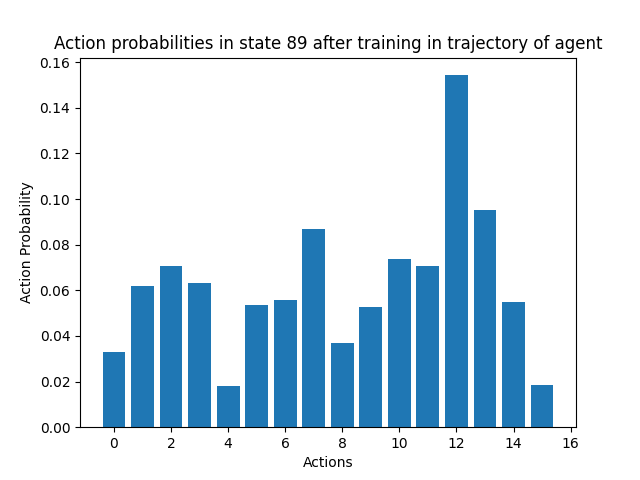 Action probabilities in state 89 after training in trajectory of agent
0.16
0.14
0.12
0.10
0.08
0.06
0.04
0.02
0.00
Action Probability
0 2 4 6 8 10 12 14 16
Actions